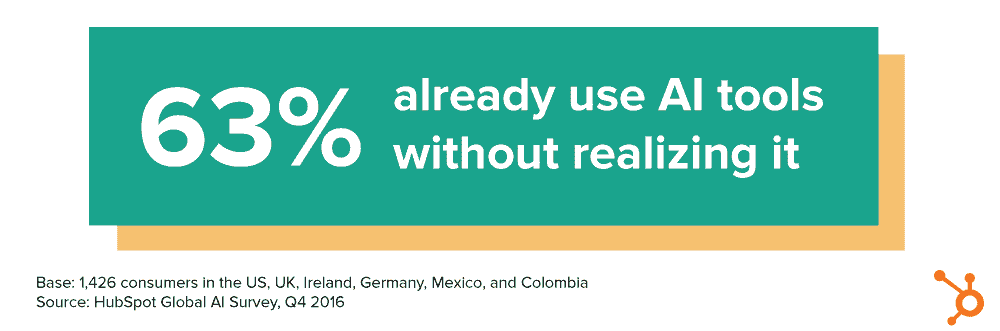 63%
already use AI tools
without realizing it
Base: 1,426 consumers in the US, UK, Ireland, Germany, Mexico, and Colombia
Source: HubSpot Global AI Survey, Q4 2016